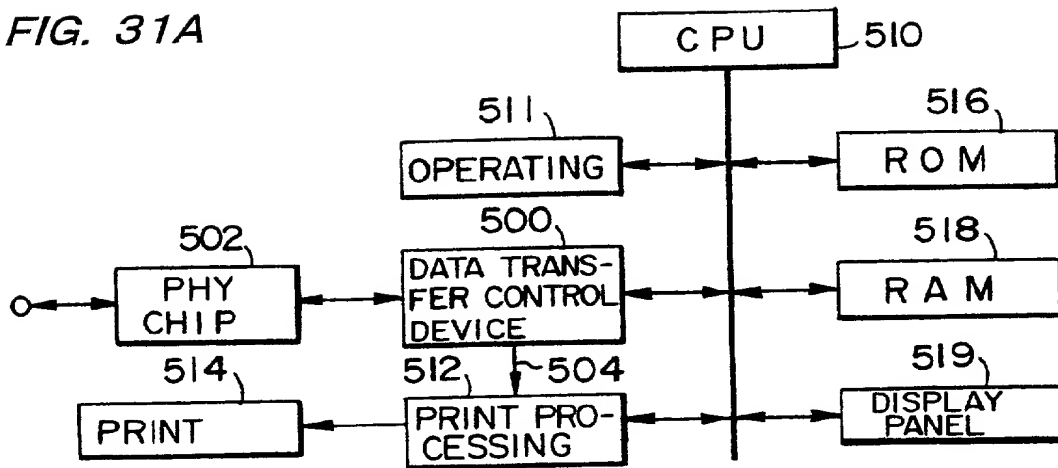 FIG. 31A
CPU
510
511
516
OPERATING
ROM
502
500
518
PHY
CHIP
DATA TRANS-
FER CONTROL
DEVICE
RAM
514
512
504
519
PRINT
PRINT PRO-
CESSING
DISPLAY
PANEL